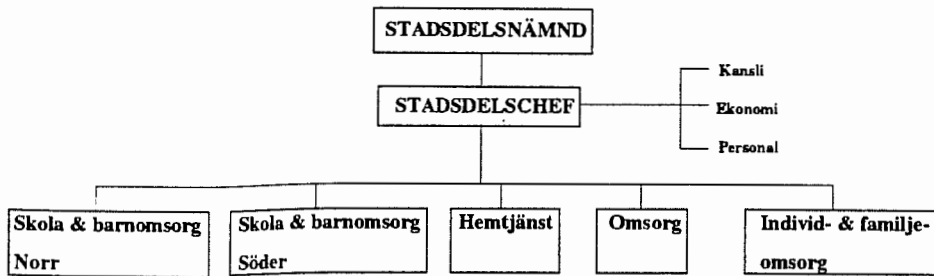 STADSDELSNÄMND
Kansli
STADSDELSCHEF
Ekonomi
Personal
Skola & barnomsorg
Norr
Skola & barnomsorg
Söder
Hemtjänst
Omsorg
Individ- & familje-
omsorg